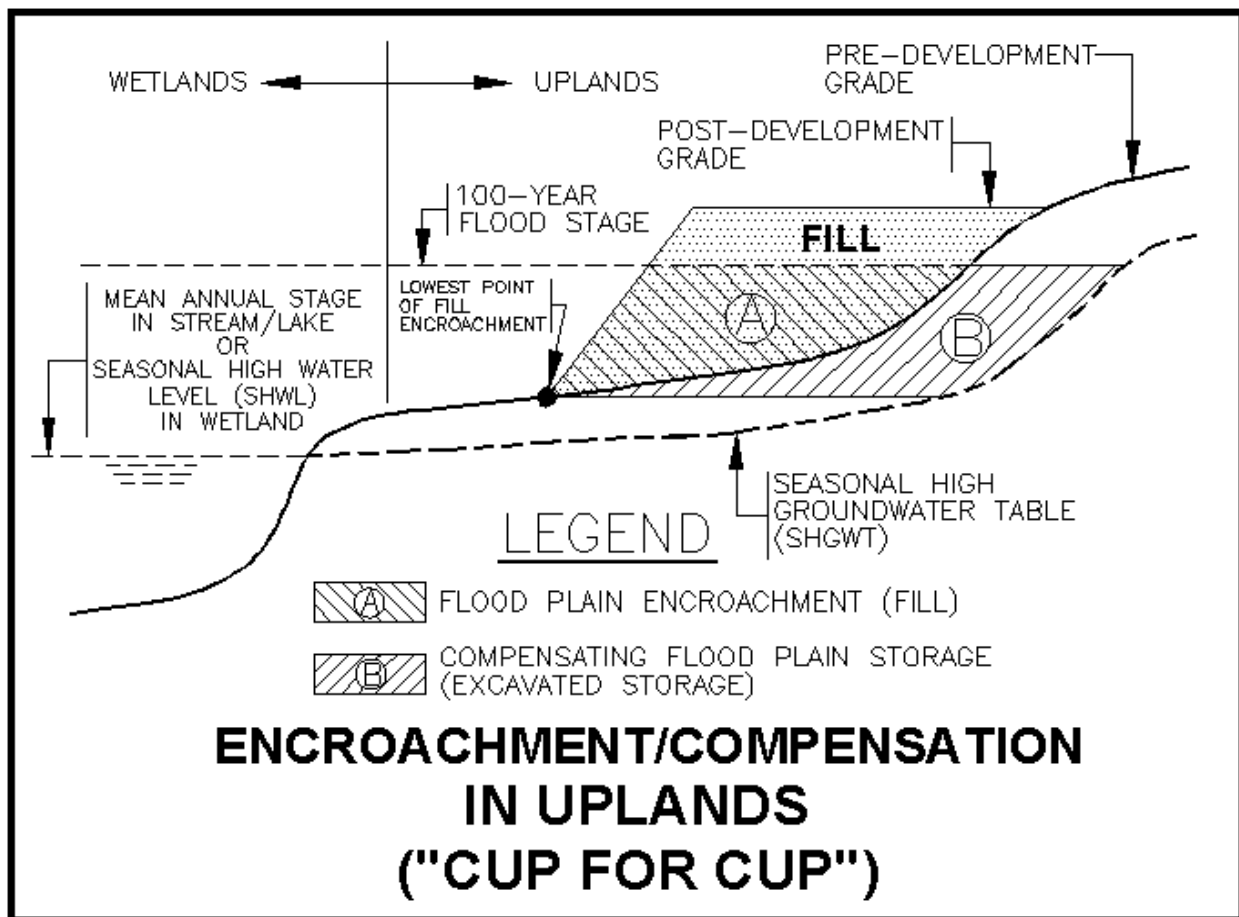 WETLANDS
UPLANDS
PRE-DEVELOPMENT
GRADE
POST-DEVELOPMENT
GRADE
100-YEAR
FLOOD STAGE
FILL
MEAN ANNUAL STAGE
IN STREAM/LAKE
OR
SEASONAL HIGH WATER
LEVEL (SHWL)
IN WETLAND
LOWEST POINT
OF FILL
ENCROACHMENT
A
B
SEASONAL HIGH
GROUNDWATER TABLE
(SHGWT)
LEGEND
A FLOOD PLAIN ENCROACHMENT (FILL)
B COMPENSATING FLOOD PLAIN STORAGE
(EXCAVATED STORAGE)
ENCROACHMENT/COMPENSATION
IN UPLANDS
("CUP FOR CUP")